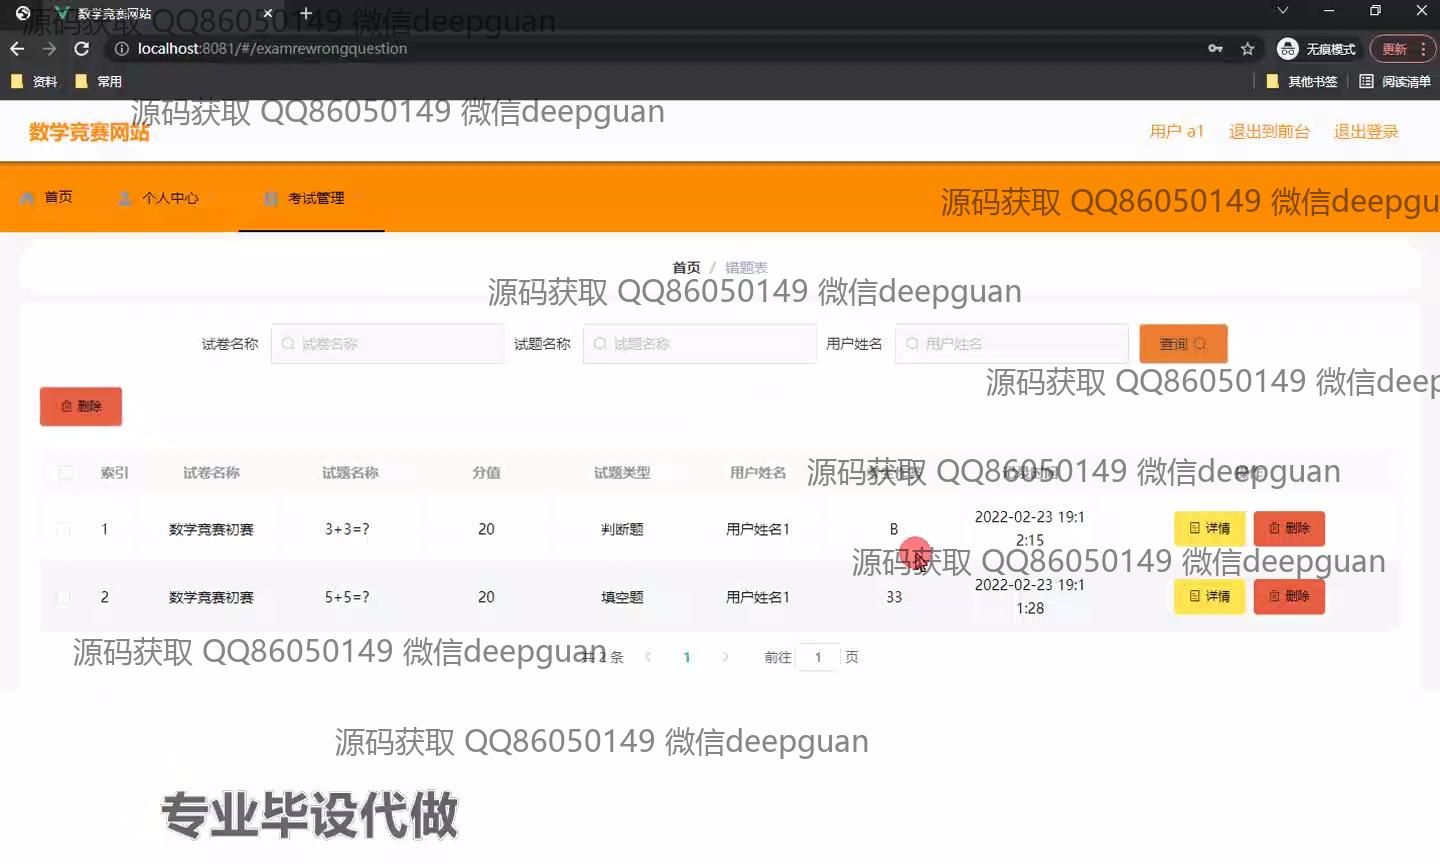 数学竞赛网站
源码获取 QQ86050149 微信deepguan
localhost:8081/#/examrewrongquestion
无痕模式
更新
资料
常用
其他书签
阅读清单
源码获取 QQ86050149 微信deepguan
数学竞赛网站
用户 a1
退出到前台
退出登录
首页
个人中心
考试管理
源码获取 QQ86050149 微信deepgu
首页 / 错题表
源码获取 QQ86050149 微信deepguan
试卷名称 试卷名称 试题名称 试题名称 用户姓名 用户姓名 查询
源码获取 QQ86050149 微信deep
删除
索引 试卷名称 试题名称 分值 试题类型 用户姓名
源码获取 QQ86050149 微信deepguan
1 数学竞赛初赛 3+3=? 20 判断题 用户姓名1 B 2022-02-23 19:1
2:15 详情 删除
源码获取 QQ86050149 微信deepguan
2 数学竞赛初赛 5+5=? 20 填空题 用户姓名1 33 2022-02-23 19:1
1:28 详情 删除
源码获取 QQ86050149 微信deepguan
共 2 条 1 前往 1 页
源码获取 QQ86050149 微信deepguan
专业毕设代做